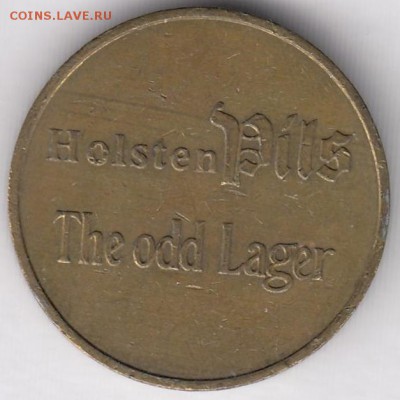 COINS.LAVE.RU
Holsten Pils
The odd Lager